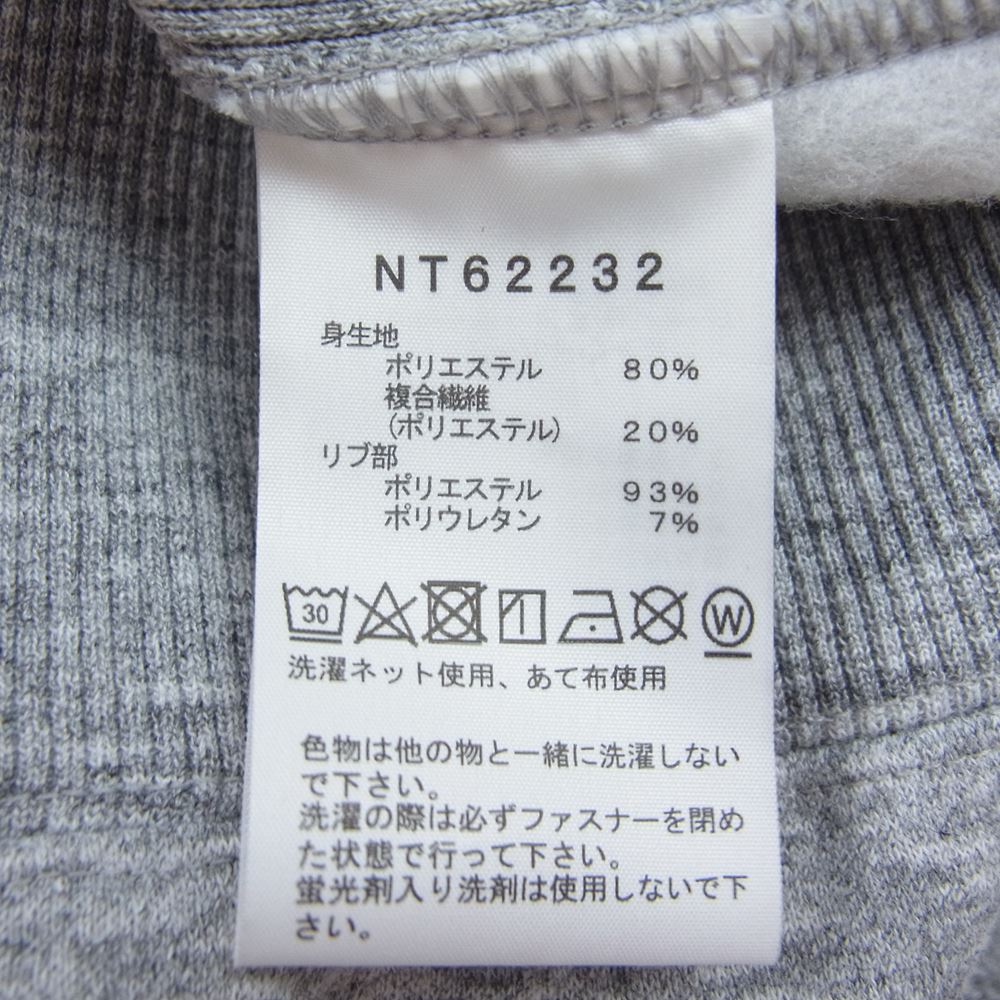 NT62232
身生地
ポリエステル 80%
複合繊維
(ポリエステル) 20%
リブ部
ポリエステル 93%
ポリウレタン 7%
30 W
洗濯ネット使用、あて布使用
色物は他の物と一緒に洗濯しない
で下さい。
洗濯の際は必ずファスナーを閉め
た状態で行って下さい。
蛍光剤入り洗剤は使用しないで下
さい。